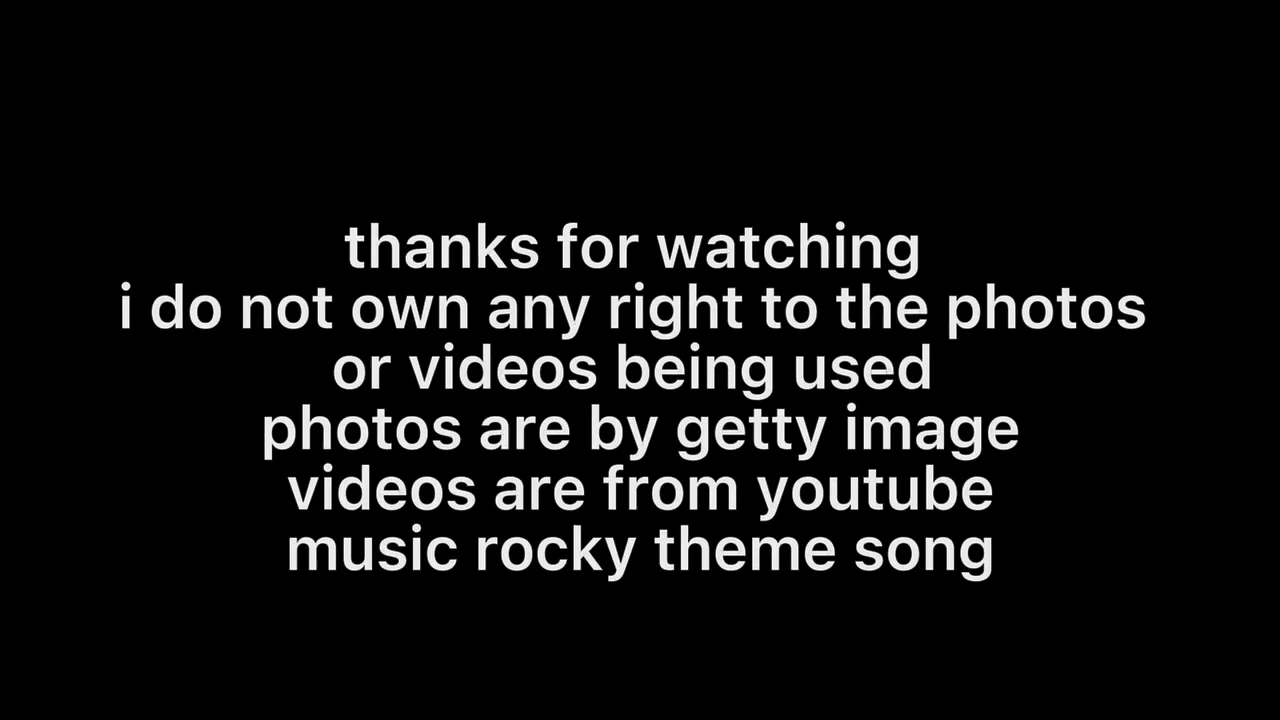 thanks for watching
i do not own any right to the photos
or videos being used
photos are by getty image
videos are from youtube
music rocky theme song